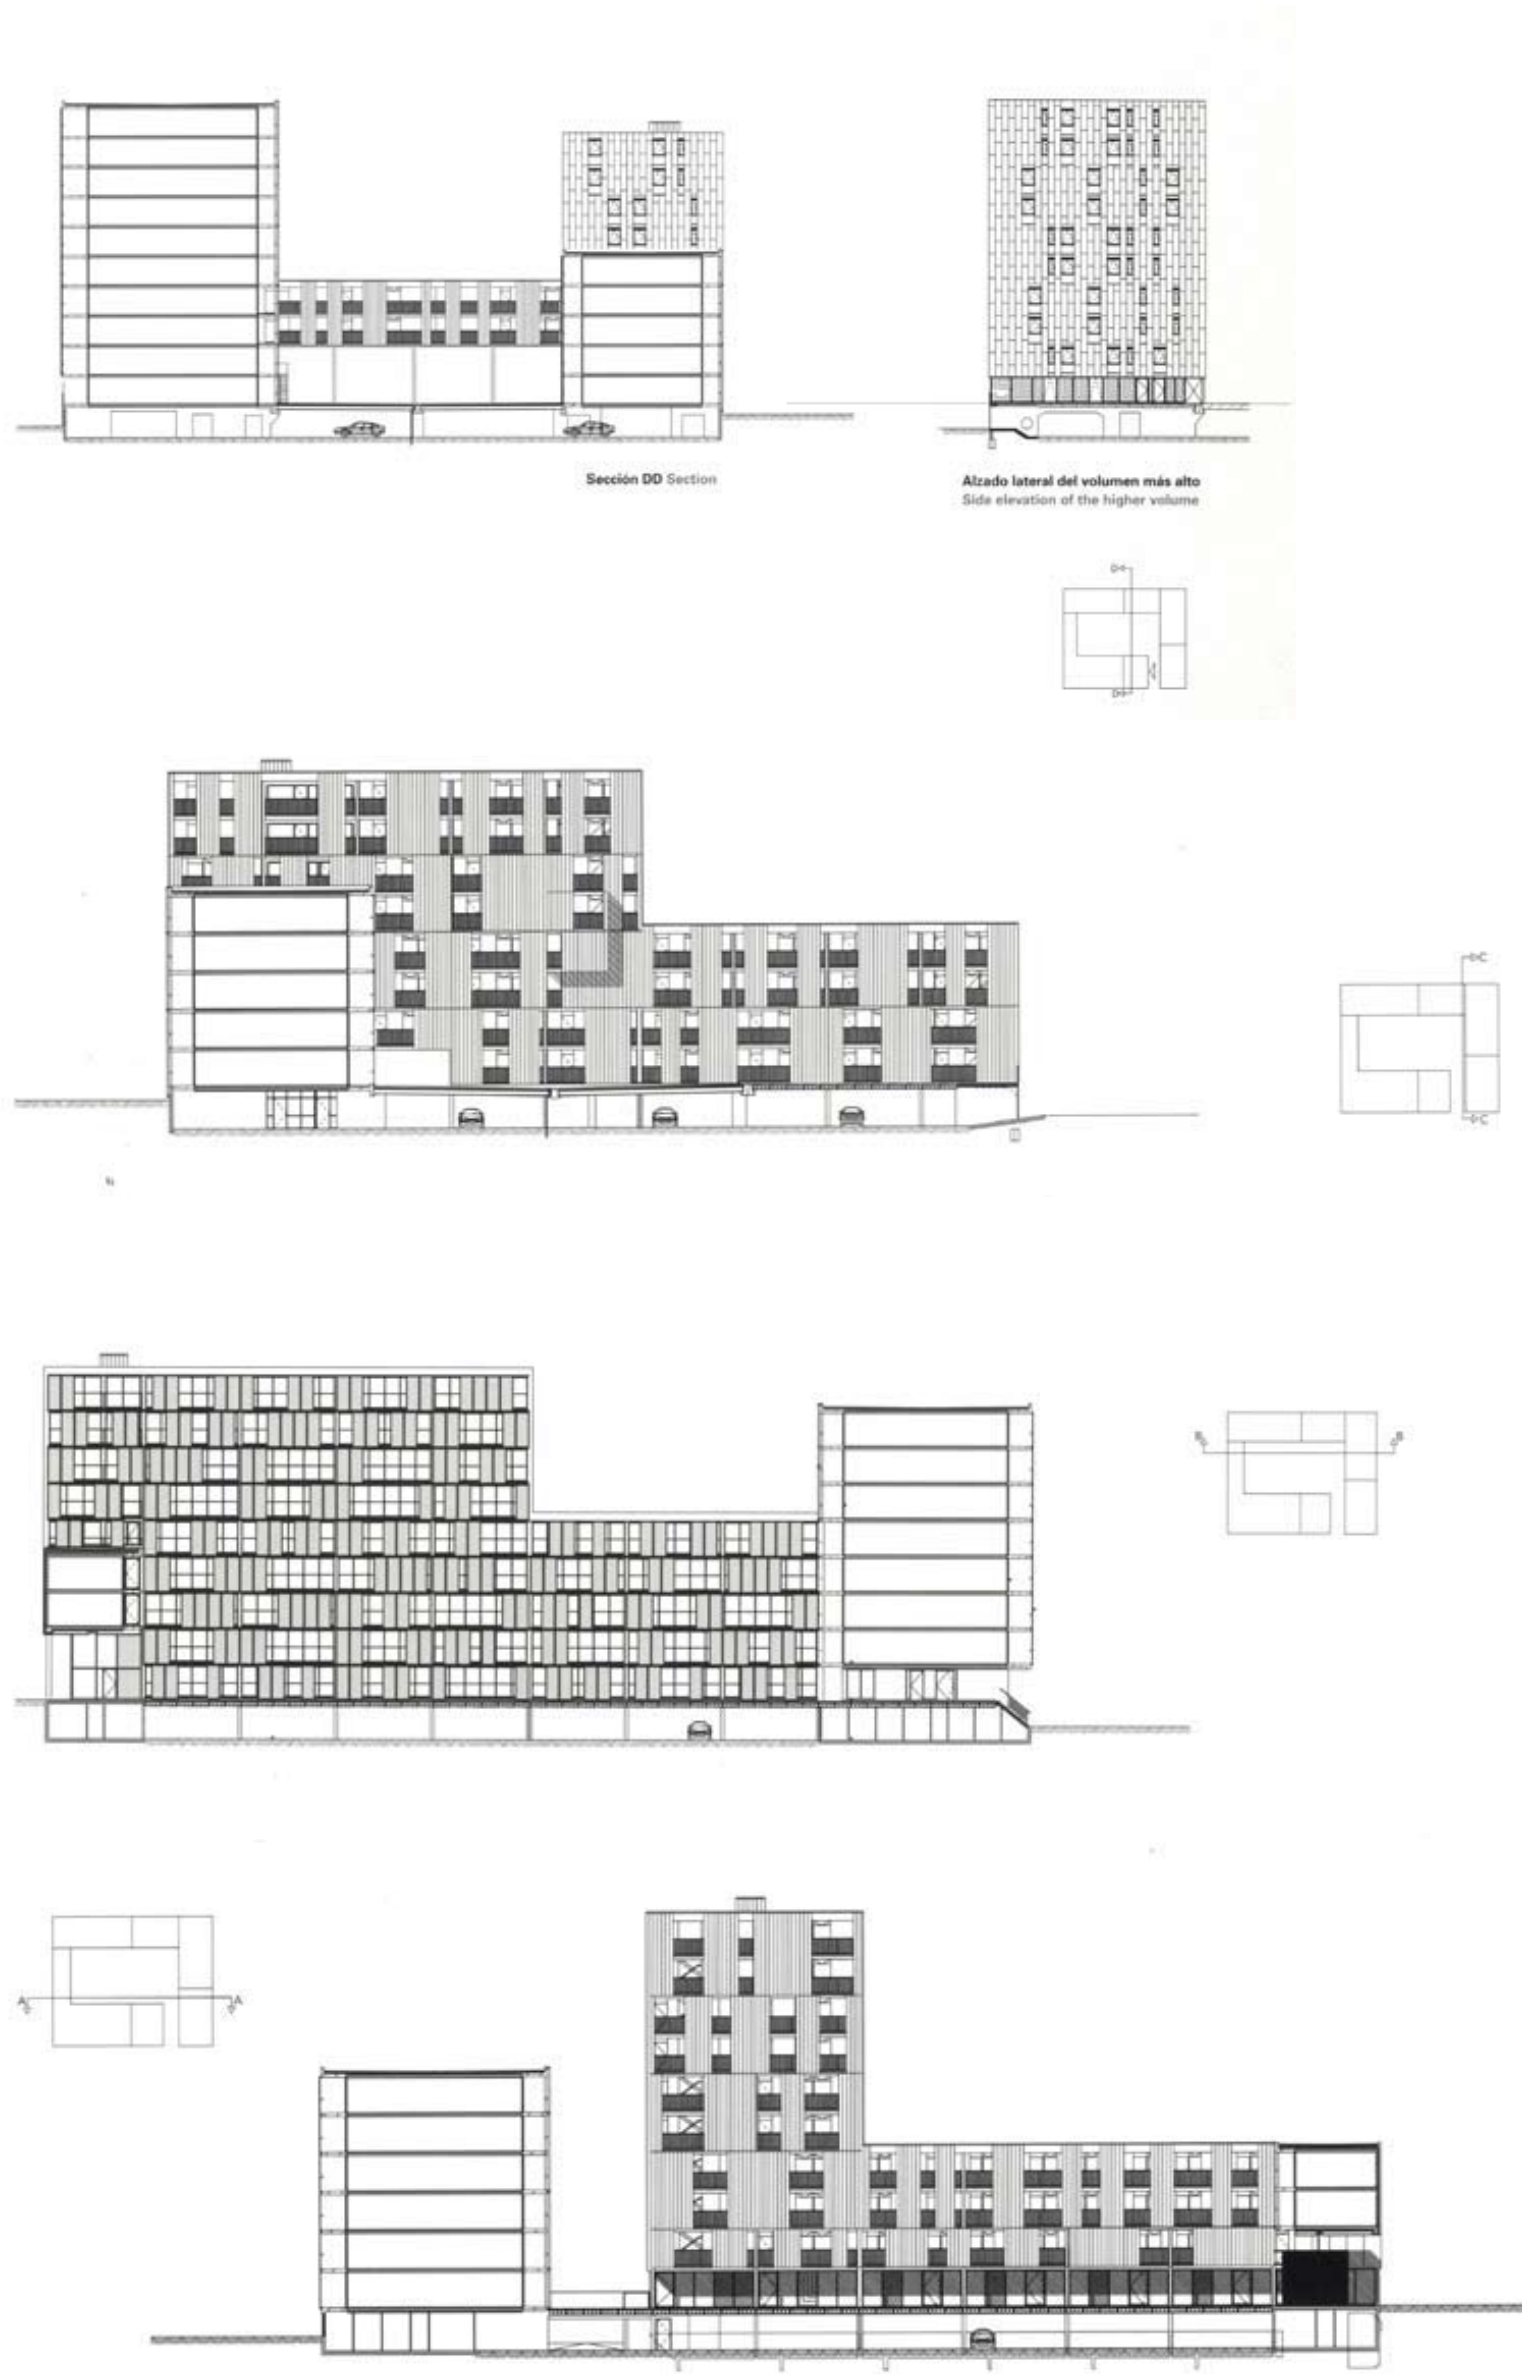 Sección DD Section
Alzado lateral del volumen más alto
Side elevation of the higher volume
D
D
C
C
B
B
A
A